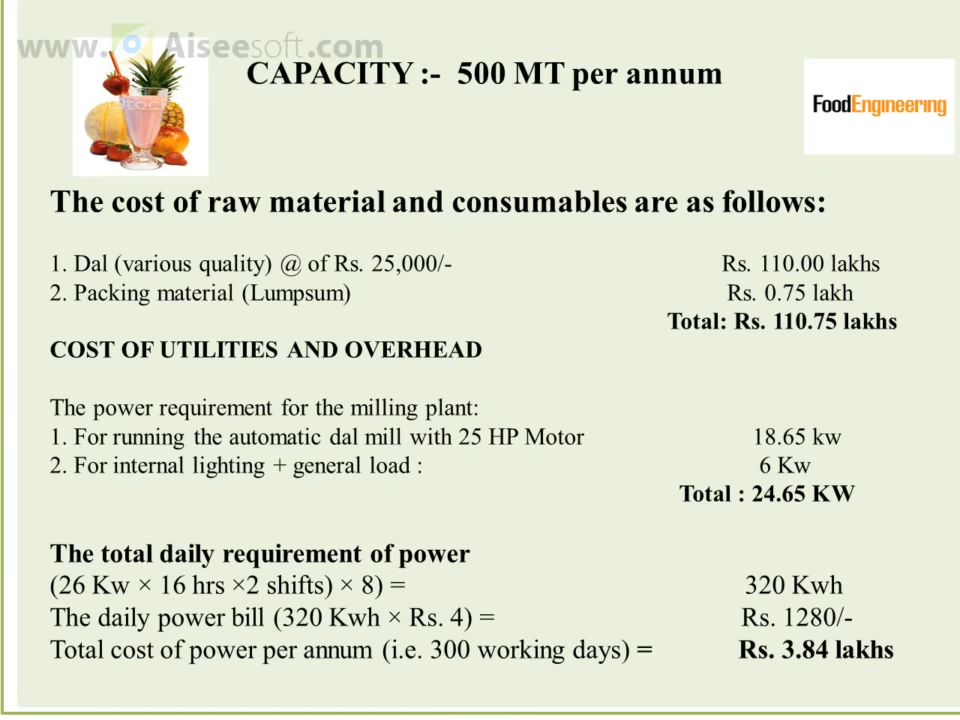 www.Aiseesoft.com
CAPACITY :- 500 MT per annum
FoodEngineering
The cost of raw material and consumables are as follows:
1. Dal (various quality) @ of Rs. 25,000/- Rs. 110.00 lakhs
2. Packing material (Lumpsum) Rs. 0.75 lakh
Total: Rs. 110.75 lakhs
COST OF UTILITIES AND OVERHEAD
The power requirement for the milling plant:
1. For running the automatic dal mill with 25 HP Motor 18.65 kw
2. For internal lighting + general load : 6 Kw
Total : 24.65 KW
The total daily requirement of power
(26 Kw × 16 hrs ×2 shifts) × 8) = 320 Kwh
The daily power bill (320 Kwh × Rs. 4) = Rs. 1280/-
Total cost of power per annum (i.e. 300 working days) = Rs. 3.84 lakhs